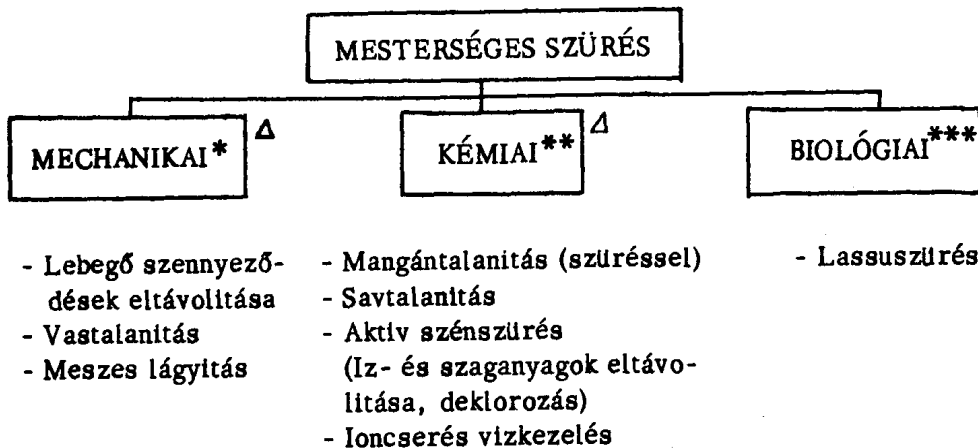 MESTERSÉGES SZÜRÉS
MECHANIKAI* Δ
KÉMIAI** Δ
BIOLÓGIAI***
- Lebegő szennyező-
dések eltávolitása
- Vastalanitás
- Meszes lágyitás
- Mangántalanitás (szüréssel)
- Savtalanitás
- Aktiv szénszürés
(Iz- és szaganyagok eltávo-
litása, deklorozás)
- Ioncserés vizkezelés
- Lassuszürés